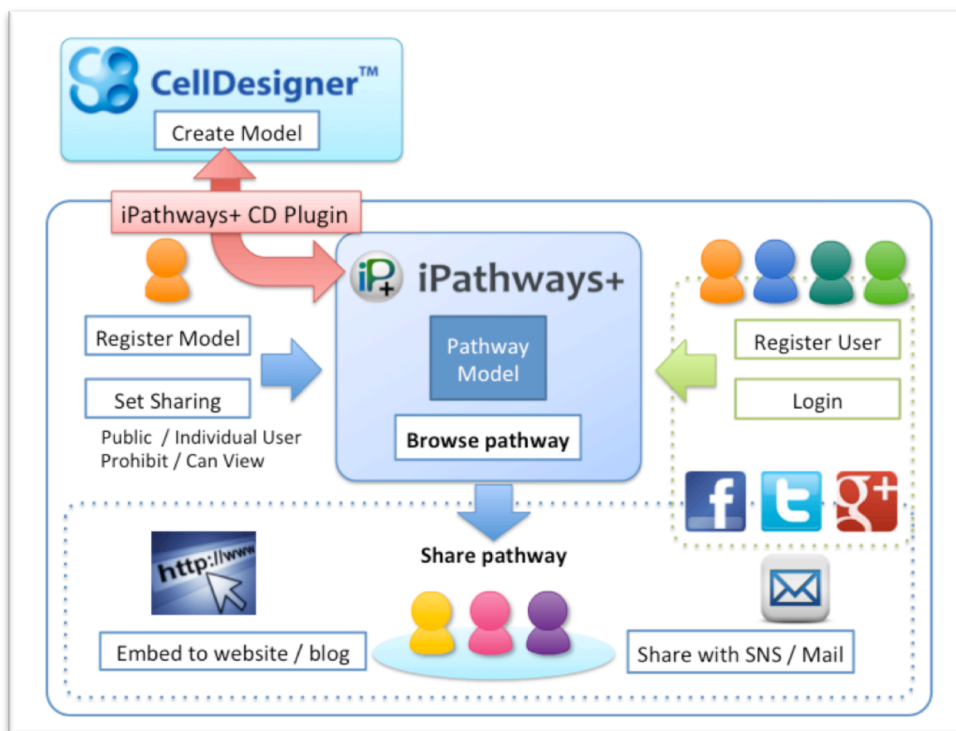 CellDesigner™
Create Model
iPathways+ CD Plugin
iP+ iPathways+
Register Model
Set Sharing
Public / Individual User
Prohibit / Can View
Pathway
Model
Browse pathway
Register User
Login
f
t
g+
Share pathway
http://www
Embed to website / blog
Share with SNS / Mail